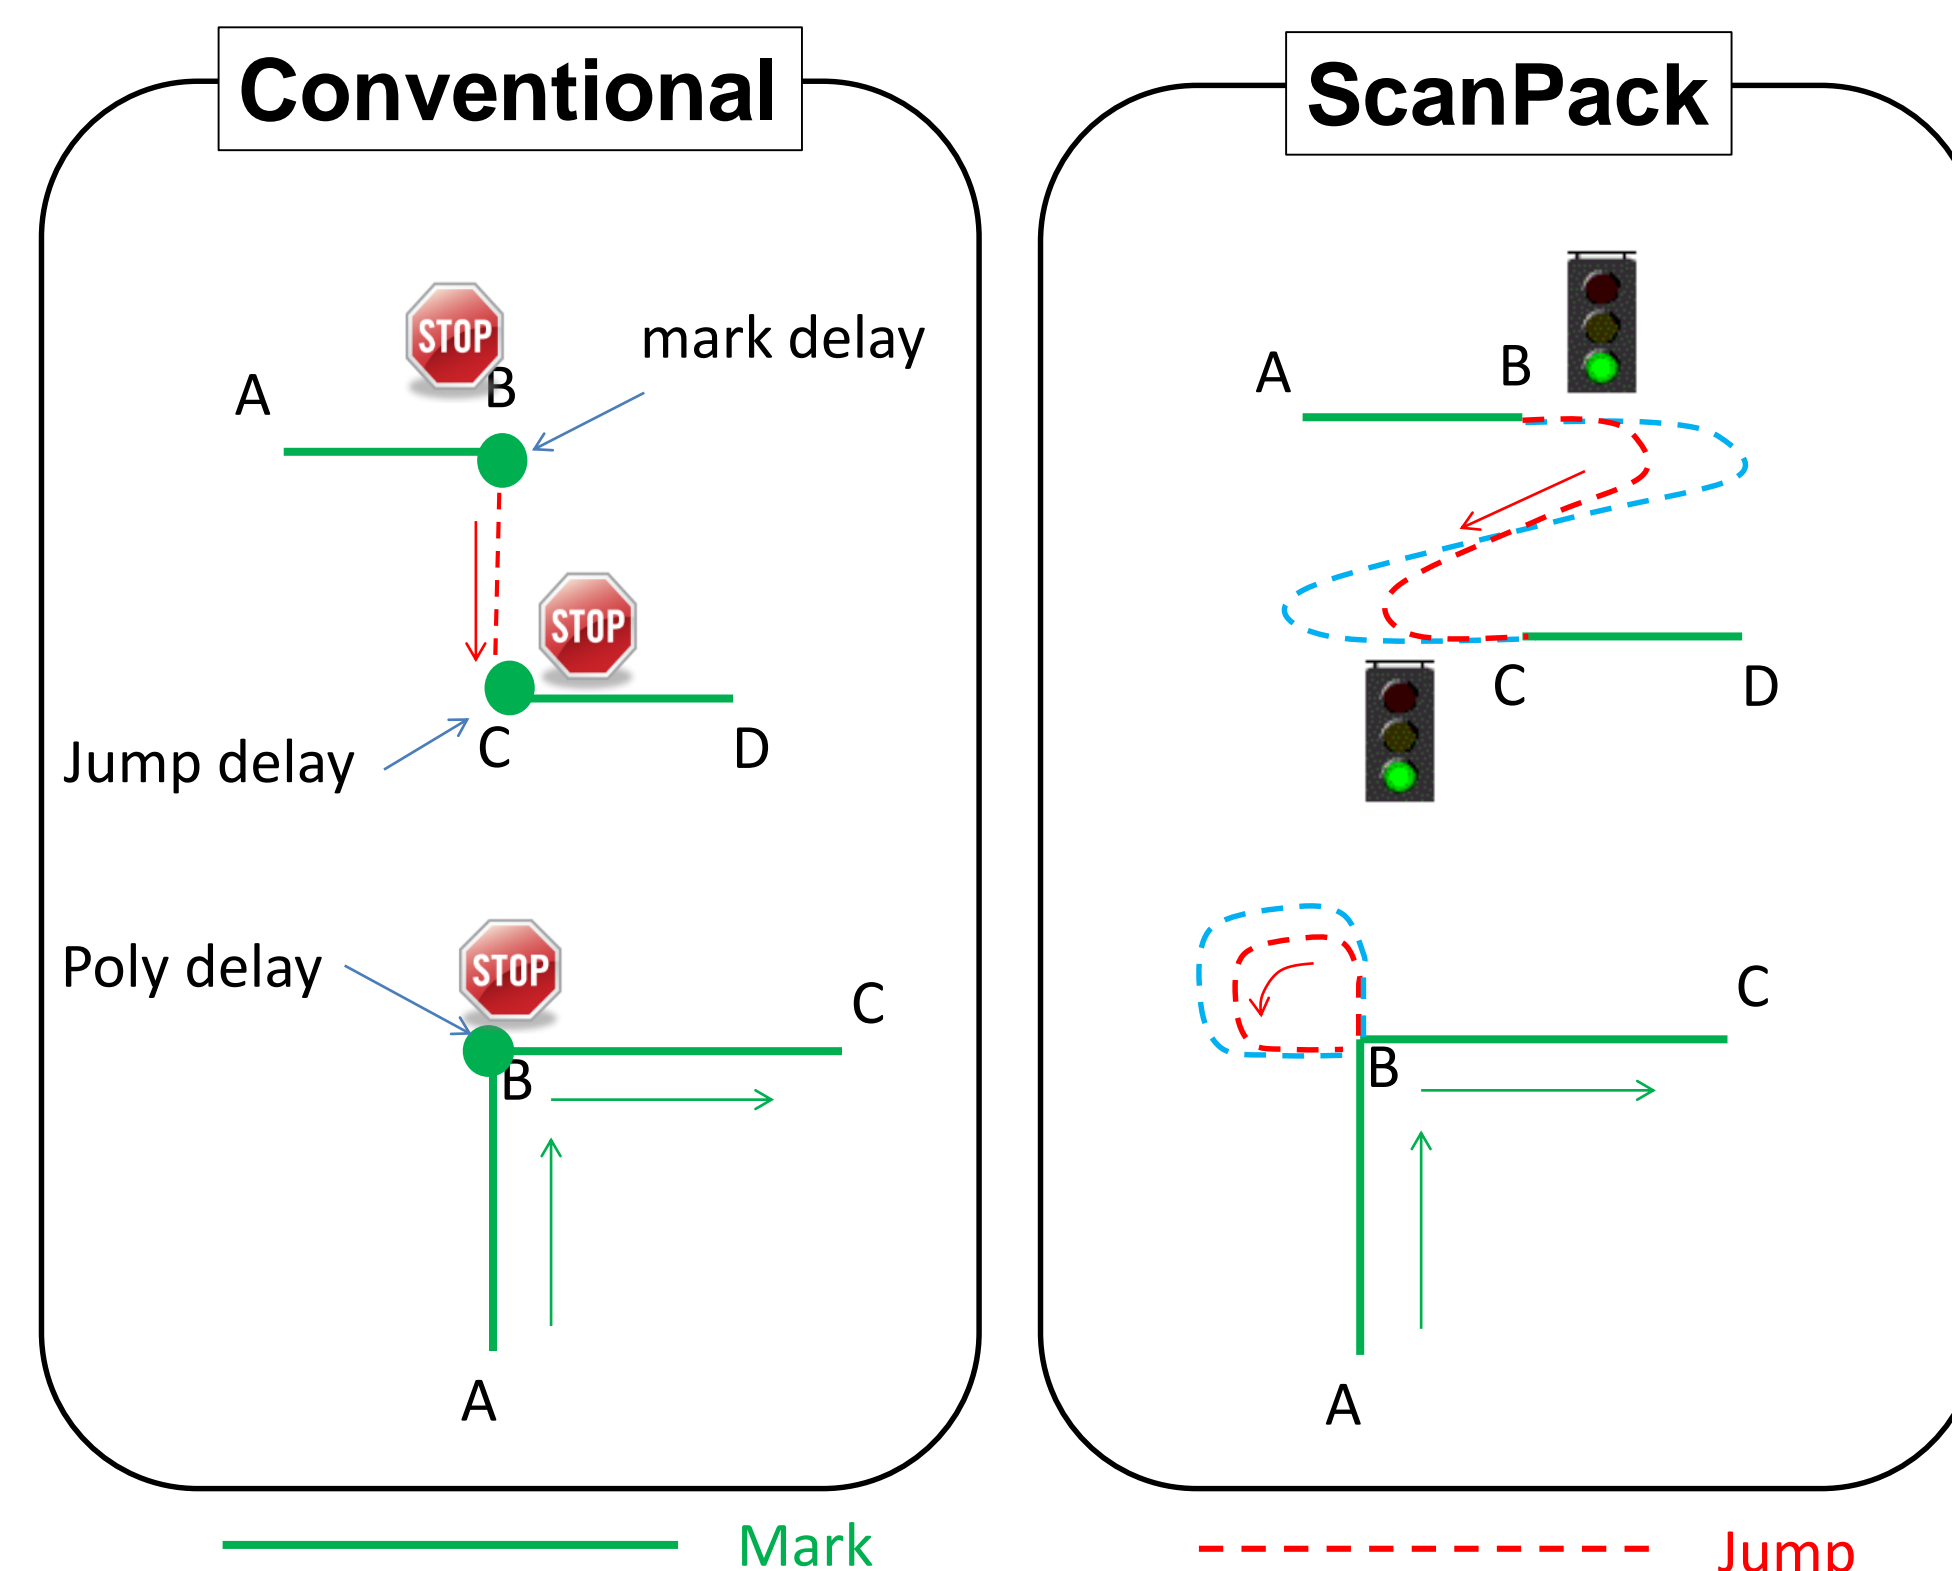 Conventional
STOP
mark delay
A
B
STOP
Jump delay
C
D
Poly delay
STOP
C
B
A
Mark
ScanPack
A
B
C
D
C
B
A
Jump